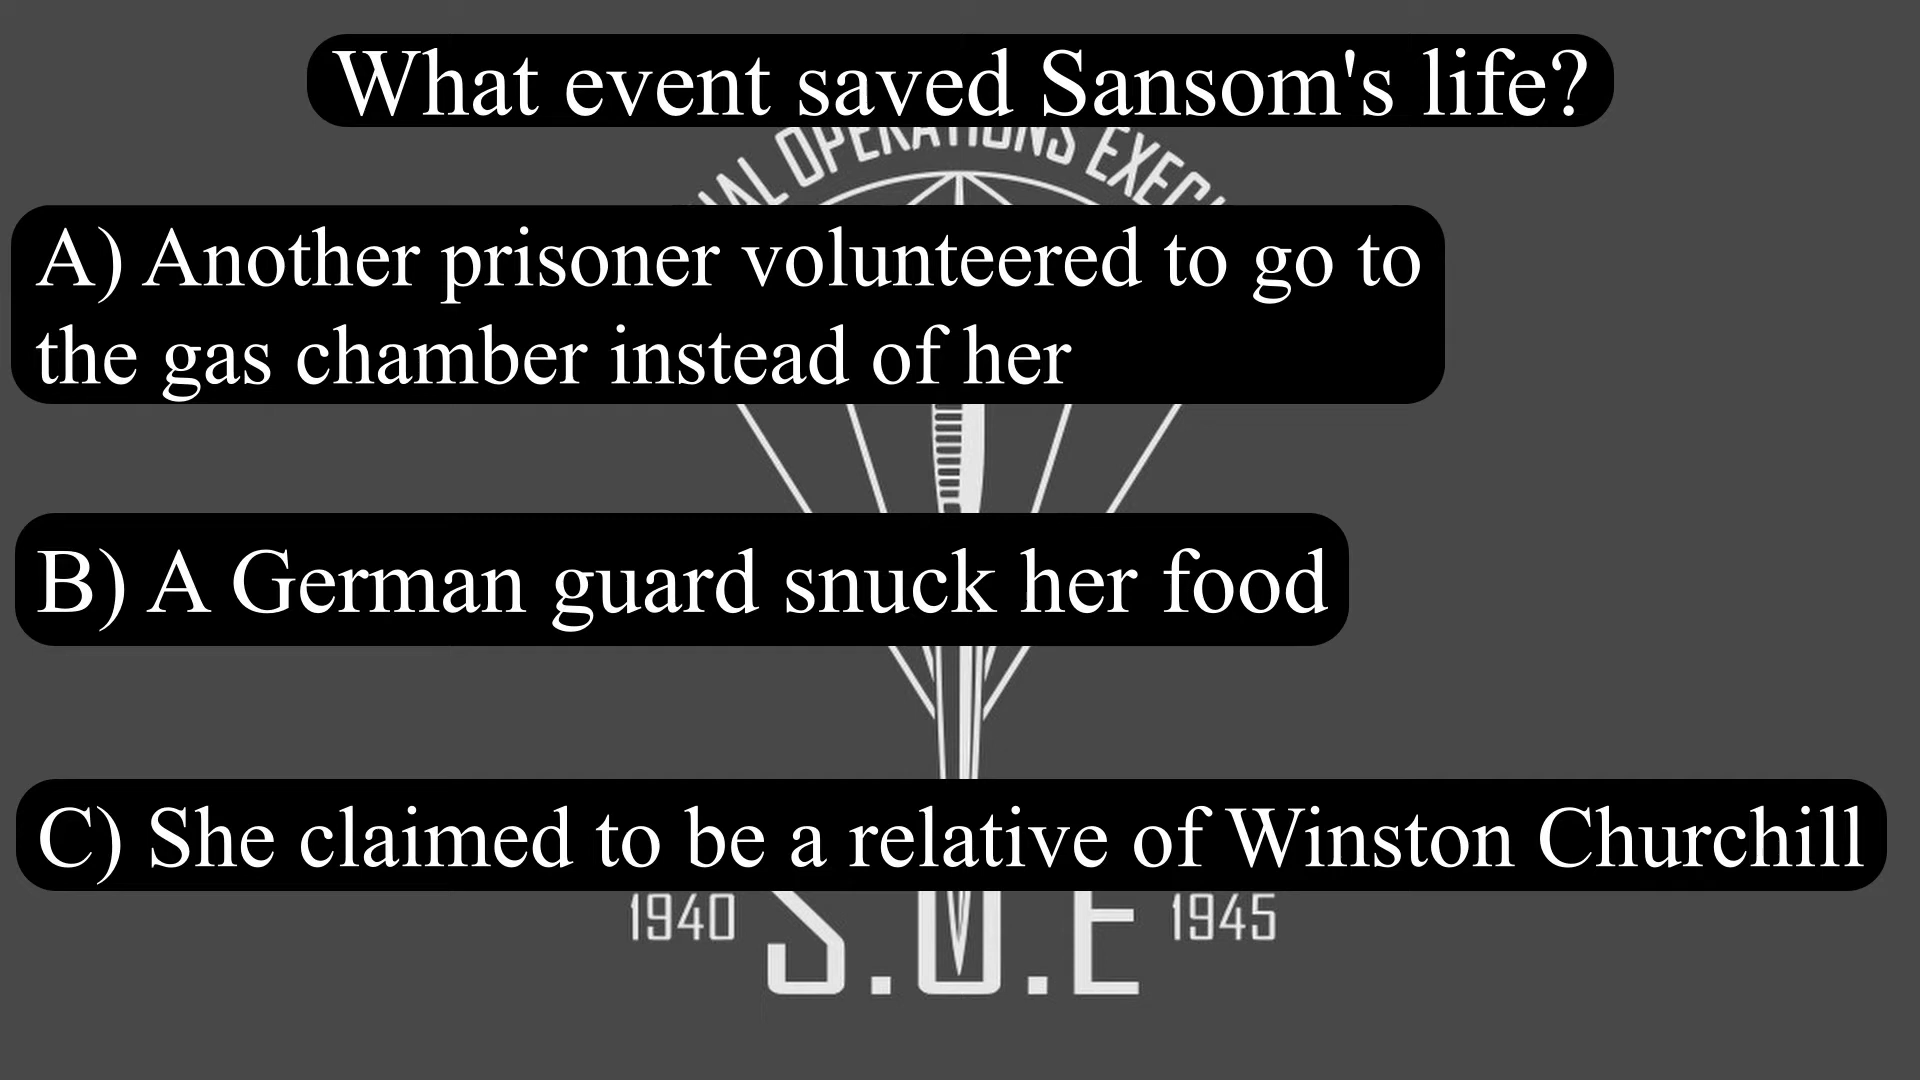 What event saved Sansom's life?
OPERATIONS
A) Another prisoner volunteered to go to
the gas chamber instead of her
B) A German guard snuck her food
C) She claimed to be a relative of Winston Churchill
1940 S.O.E 1945